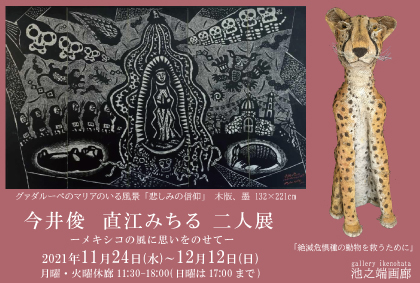 グァダルーペのマリアのいる風景「悲しみの信仰」 木版、墨 132×221cm
今井俊 直江みちる 二人展
ーメキシコの風に思いをのせてー
2021年11月24日(水)~12月12日(日)
月曜・火曜休廊 11:30-18:00(日曜は17:00まで)
「絶滅危惧種の動物を救うために」
gallery ikenohata
池之端画廊